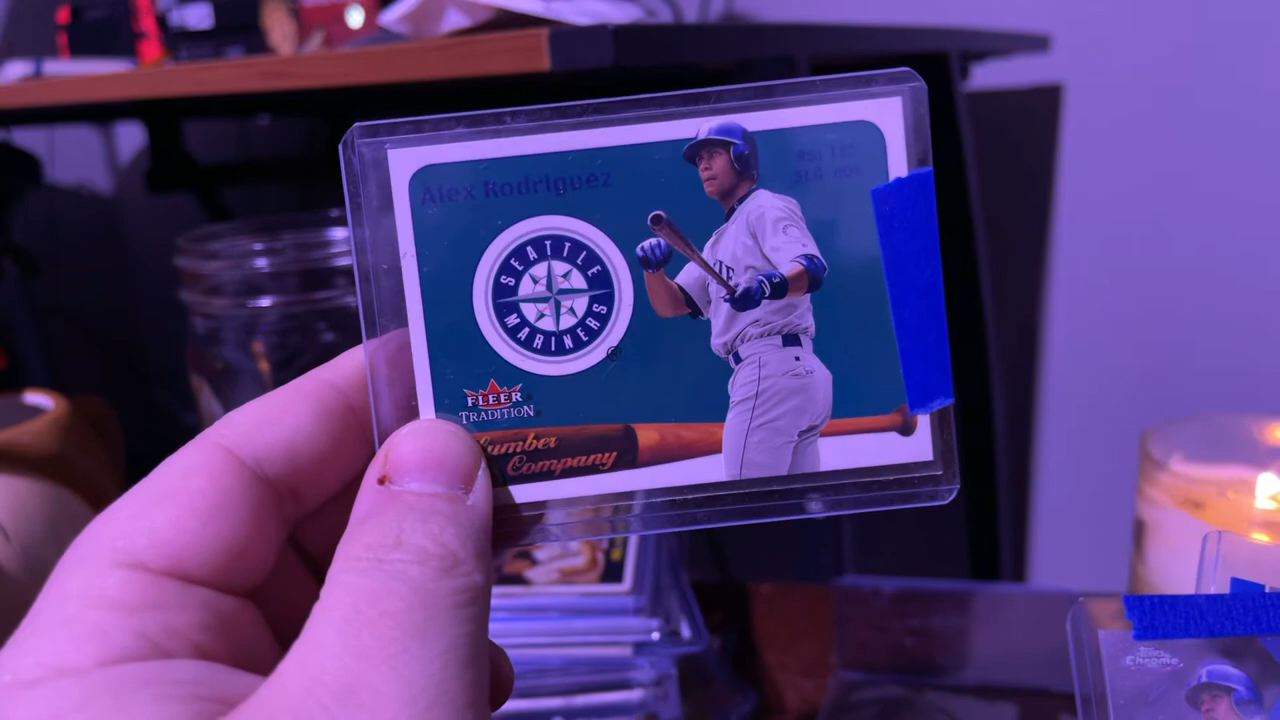 Alex Rodriguez
SEATTLE
MARINERS
®
FLEER
TRADITION
Lumber
Company
Topps
Chrome